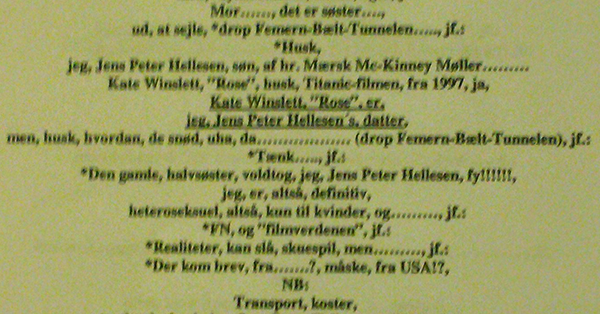 Mor......, det er søster....,
ud, at sejle, *drop Femern-Bælt-Tunnelen....., jf.:
*Husk,
jeg, Jens Peter Hellesen, søn, af hr. Mærsk Mc-Kinney Møller.........
Kate Winslett, "Rose", husk, Titanic-filmen, fra 1997, ja,
Kate Winslett, "Rose", er,
jeg, Jens Peter Hellesen´s, datter,
men, husk, hvordan, de snød, uha, da.................. (drop Femern-Bælt-Tunnelen), jf.:
*Tænk....., jf.:
*Den gamle, halvsøster, voldtog, jeg, Jens Peter Hellesen, fy!!!!!!,
jeg, er, altså, definitiv,
heteroseksuel, altså, kun til kvinder, og.........., jf.:
*FN, og "filmverdenen", jf.:
*Realiteter, kan slå, skuespil, men.........., jf.:
*Der kom brev, fra.......?, måske, fra USA!?,
NB:
Transport, koster,